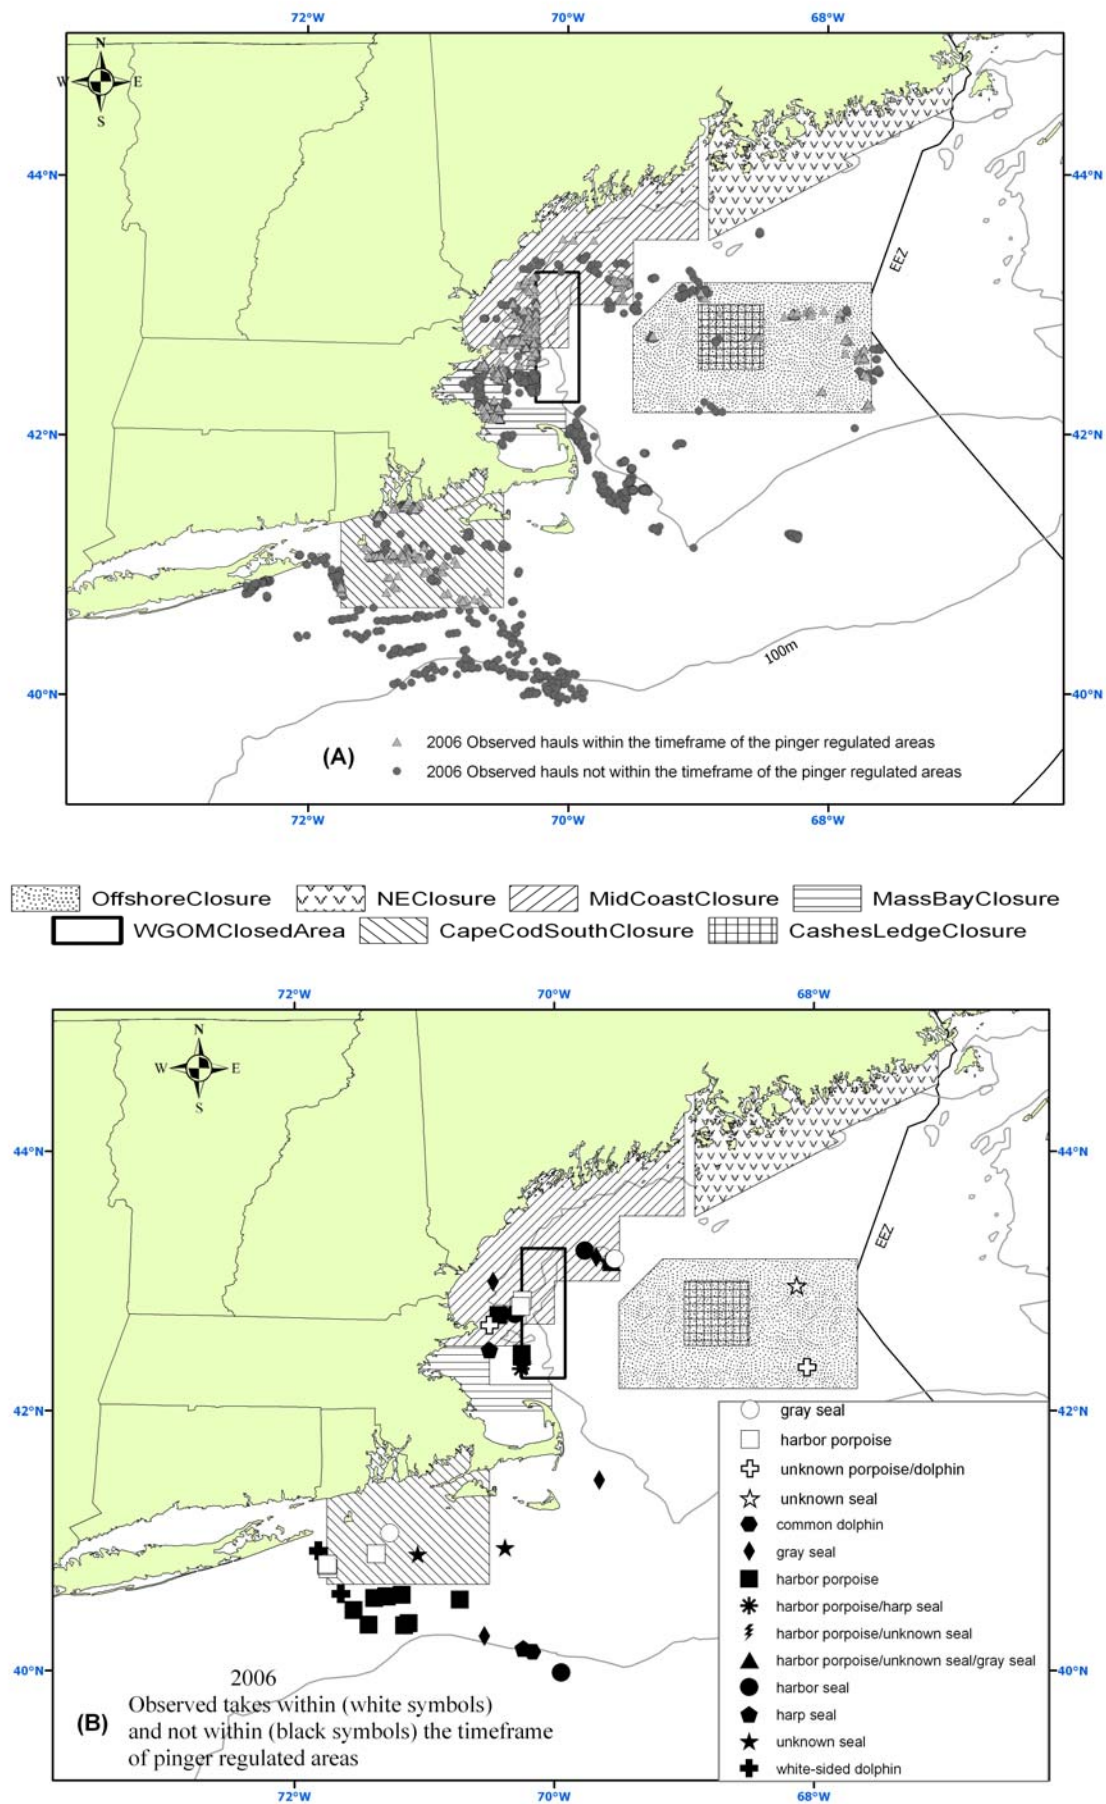 72°W 70°W 68°W
N
W E
S
44°N 44°N
EEZ
42°N 42°N
100m
40°N 40°N
(A)
2006 Observed hauls within the timeframe of the pinger regulated areas
2006 Observed hauls not within the timeframe of the pinger regulated areas
72°W 70°W 68°W
OffshoreClosure NEClosure MidCoastClosure MassBayClosure
WGOMClosedArea CapeCodSouthClosure CashesLedgeClosure
72°W 70°W 68°W
N
W E
S
44°N 44°N
EEZ
42°N 42°N
gray seal
harbor porpoise
unknown porpoise/dolphin
unknown seal
common dolphin
gray seal
harbor porpoise
harbor porpoise/harp seal
harbor porpoise/unknown seal
harbor porpoise/unknown seal/gray seal
harbor seal
harp seal
unknown seal
white-sided dolphin
40°N 40°N
2006
(B)
Observed takes within (white symbols)
and not within (black symbols) the timeframe
of pinger regulated areas
72°W 70°W 68°W